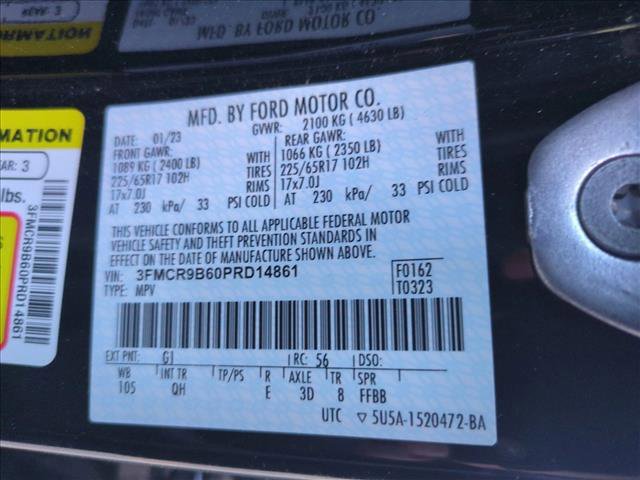 MFD. BY FORD MOTOR CO.
DATE: 01/23 GVWR: 2100 KG ( 4630 LB)
FRONT GAWR: REAR GAWR:
1089 KG ( 2400 LB) WITH 1066 KG ( 2350 LB) WITH
225/65R17 102H TIRES 225/65R17 102H TIRES
17x7.0J RIMS 17x7.0J RIMS
AT 230 kPa/ 33 PSI COLD AT 230 kPa/ 33 PSI COLD
THIS VEHICLE CONFORMS TO ALL APPLICABLE FEDERAL MOTOR
VEHICLE SAFETY AND THEFT PREVENTION STANDARDS IN
EFFECT ON THE DATE OF MANUFACTURE SHOWN ABOVE.
VIN: 3FMCR9B60PRD14861 F0162
TYPE: MPV T0323
EXT PNT: G1 RC: 56 DSO:
WB INT TR TP/PS R AXLE TR SPR
105 QH E 3D 8 FFBB
UTC ▽5U5A-1520472-BA
RMATION
AR: 3
lbs.
3FMCR9B60PRD14861
MFD. BY FORD MOTOR CO.